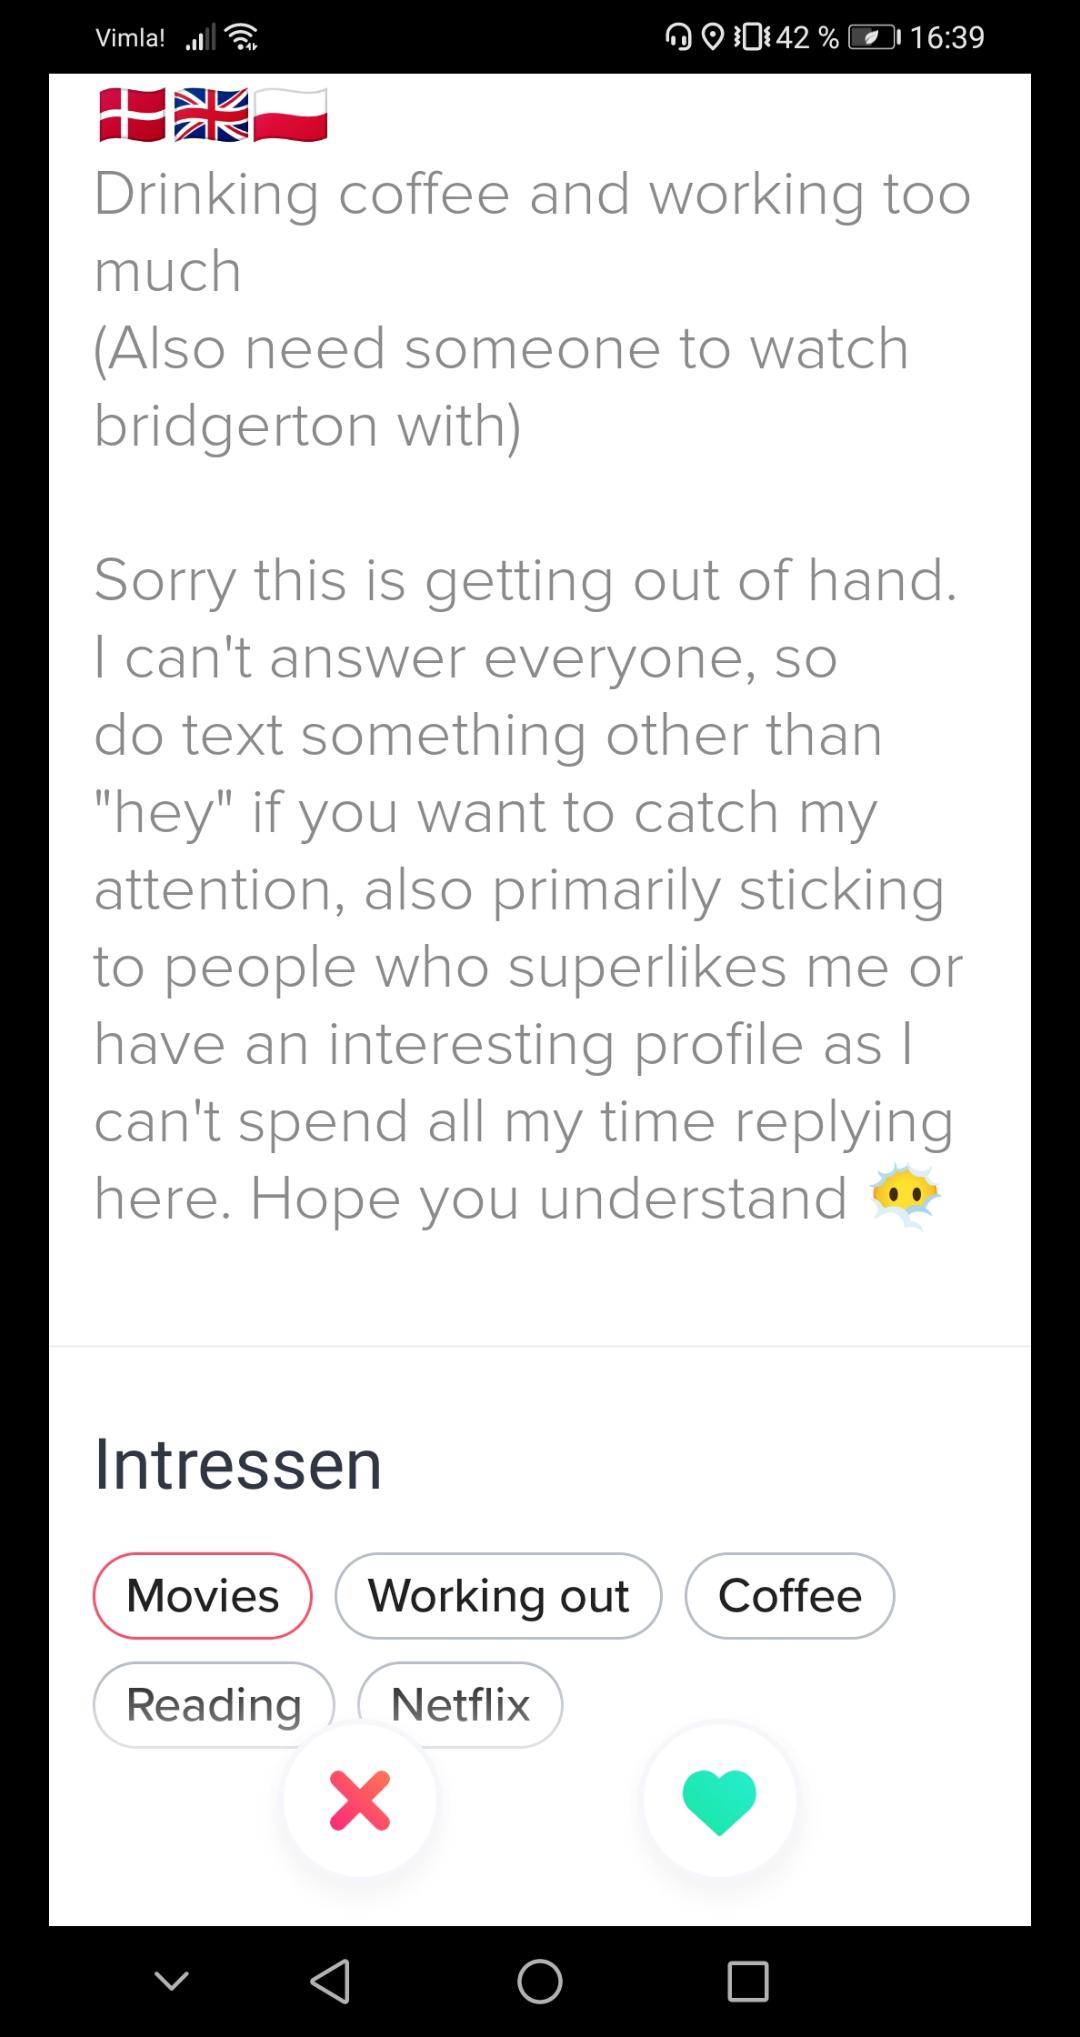 Vimla! 42 % 16:39
🇩🇰🇬🇧🇵🇱
Drinking coffee and working too
much
(Also need someone to watch
bridgerton with)
Sorry this is getting out of hand.
I can't answer everyone, so
do text something other than
"hey" if you want to catch my
attention, also primarily sticking
to people who superlikes me or
have an interesting profile as I
can't spend all my time replying
here. Hope you understand 😶‍🌫️
Intressen
Movies Working out Coffee
Reading Netflix